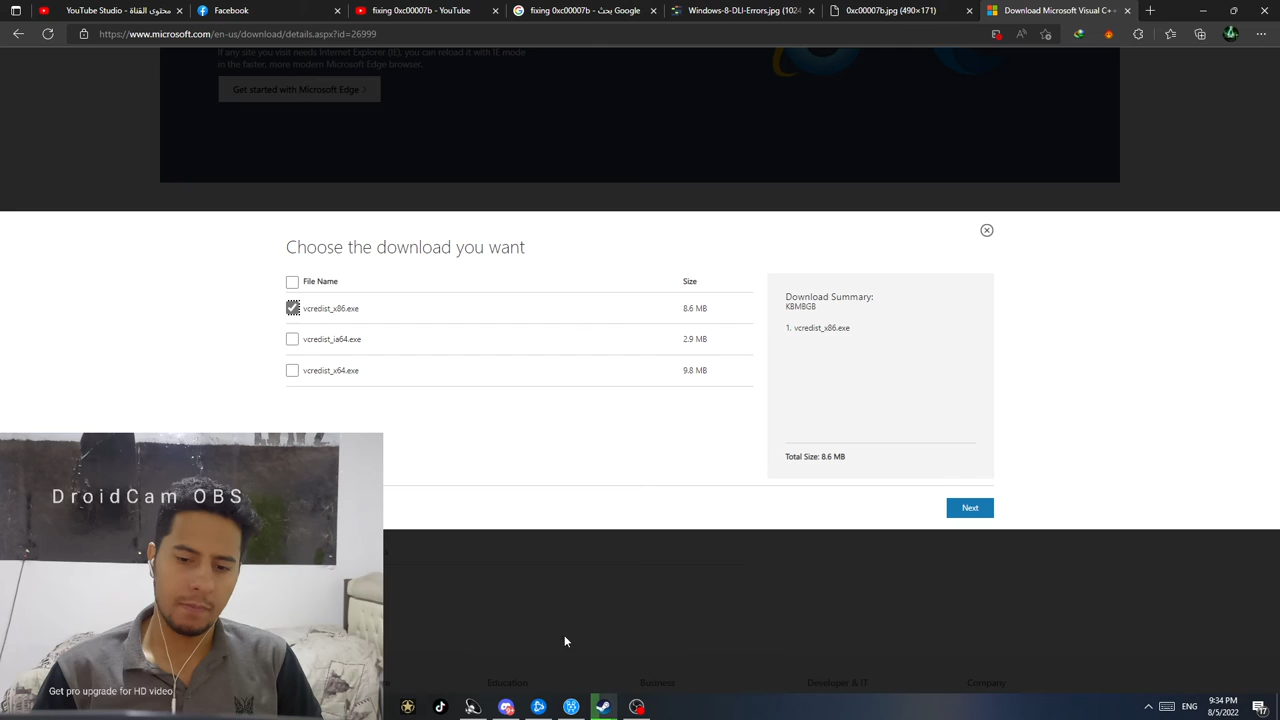 YouTube Studio - محتوى القناة
Facebook
fixing 0xc00007b - YouTube
fixing 0xc00007b - بحث Google
Windows-8-DLI-Errors.jpg (1024
0xc00007b.jpg (499×171)
Download Microsoft Visual C++
https://www.microsoft.com/en-us/download/details.aspx?id=26999
If any site you visit needs Internet Explorer (IE), you can reload it with IE mode
in the faster, more modern Microsoft Edge browser.
Get started with Microsoft Edge
Choose the download you want
File Name
Size
vcredist_x86.exe
8.6 MB
vcredist_ia64.exe
2.9 MB
vcredist_x64.exe
9.8 MB
Download Summary:
KBMBGB
1. vcredist_x86.exe
Total Size: 8.6 MB
Next
DroidCam OBS
Get pro upgrade for HD video
Education
Business
Developer & IT
Company
ENG
9:34 PM
8/5/2022